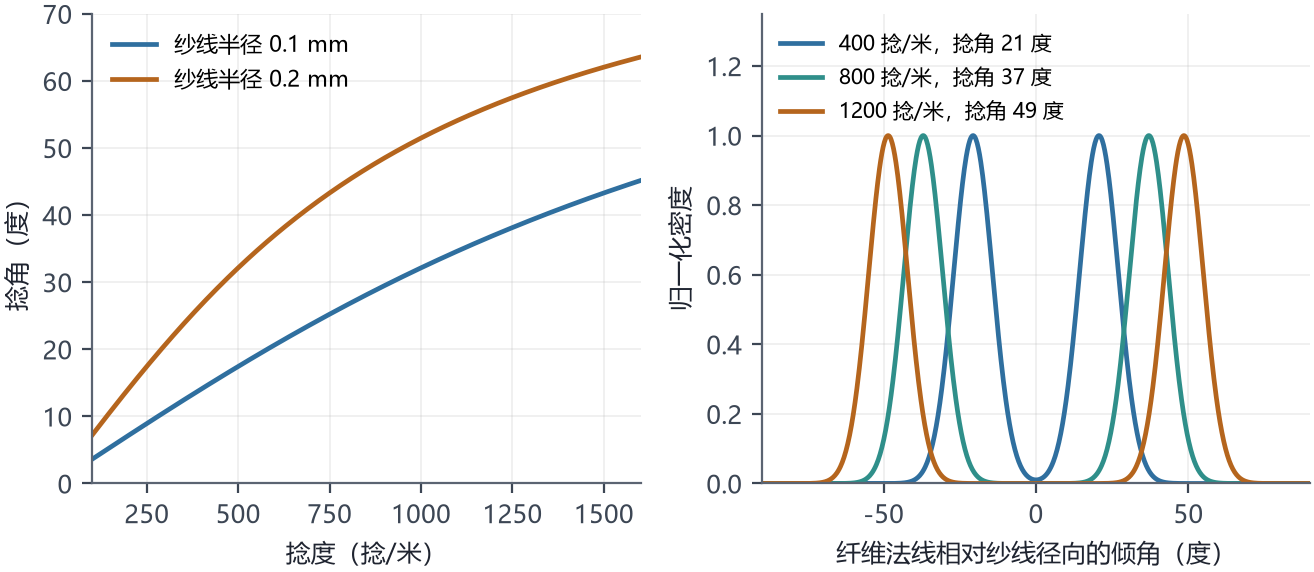 70
60
50
40
30
20
10
0
捻角（度）
纱线半径 0.1 mm
纱线半径 0.2 mm
250 500 750 1000 1250 1500
捻度（捻/米）
1.2
1.0
0.8
0.6
0.4
0.2
0.0
归一化密度
400 捻/米，捻角 21 度
800 捻/米，捻角 37 度
1200 捻/米，捻角 49 度
-50 0 50
纤维法线相对纱线径向的倾角（度）